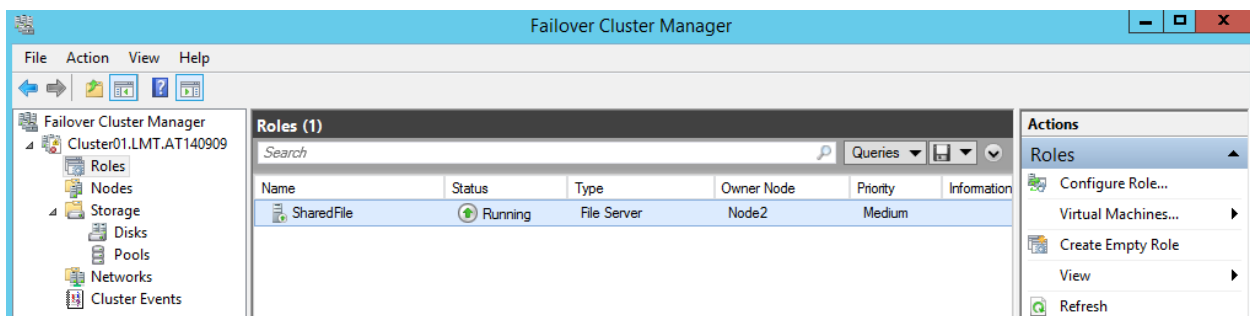 Failover Cluster Manager
File Action View Help
Failover Cluster Manager
Cluster01.LMT.AT140909
Roles
Nodes
Storage
Disks
Pools
Networks
Cluster Events
Roles (1)
Search
Queries
Name Status Type Owner Node Priority Information
SharedFile Running File Server Node2 Medium
Actions
Roles
Configure Role...
Virtual Machines...
Create Empty Role
View
Refresh